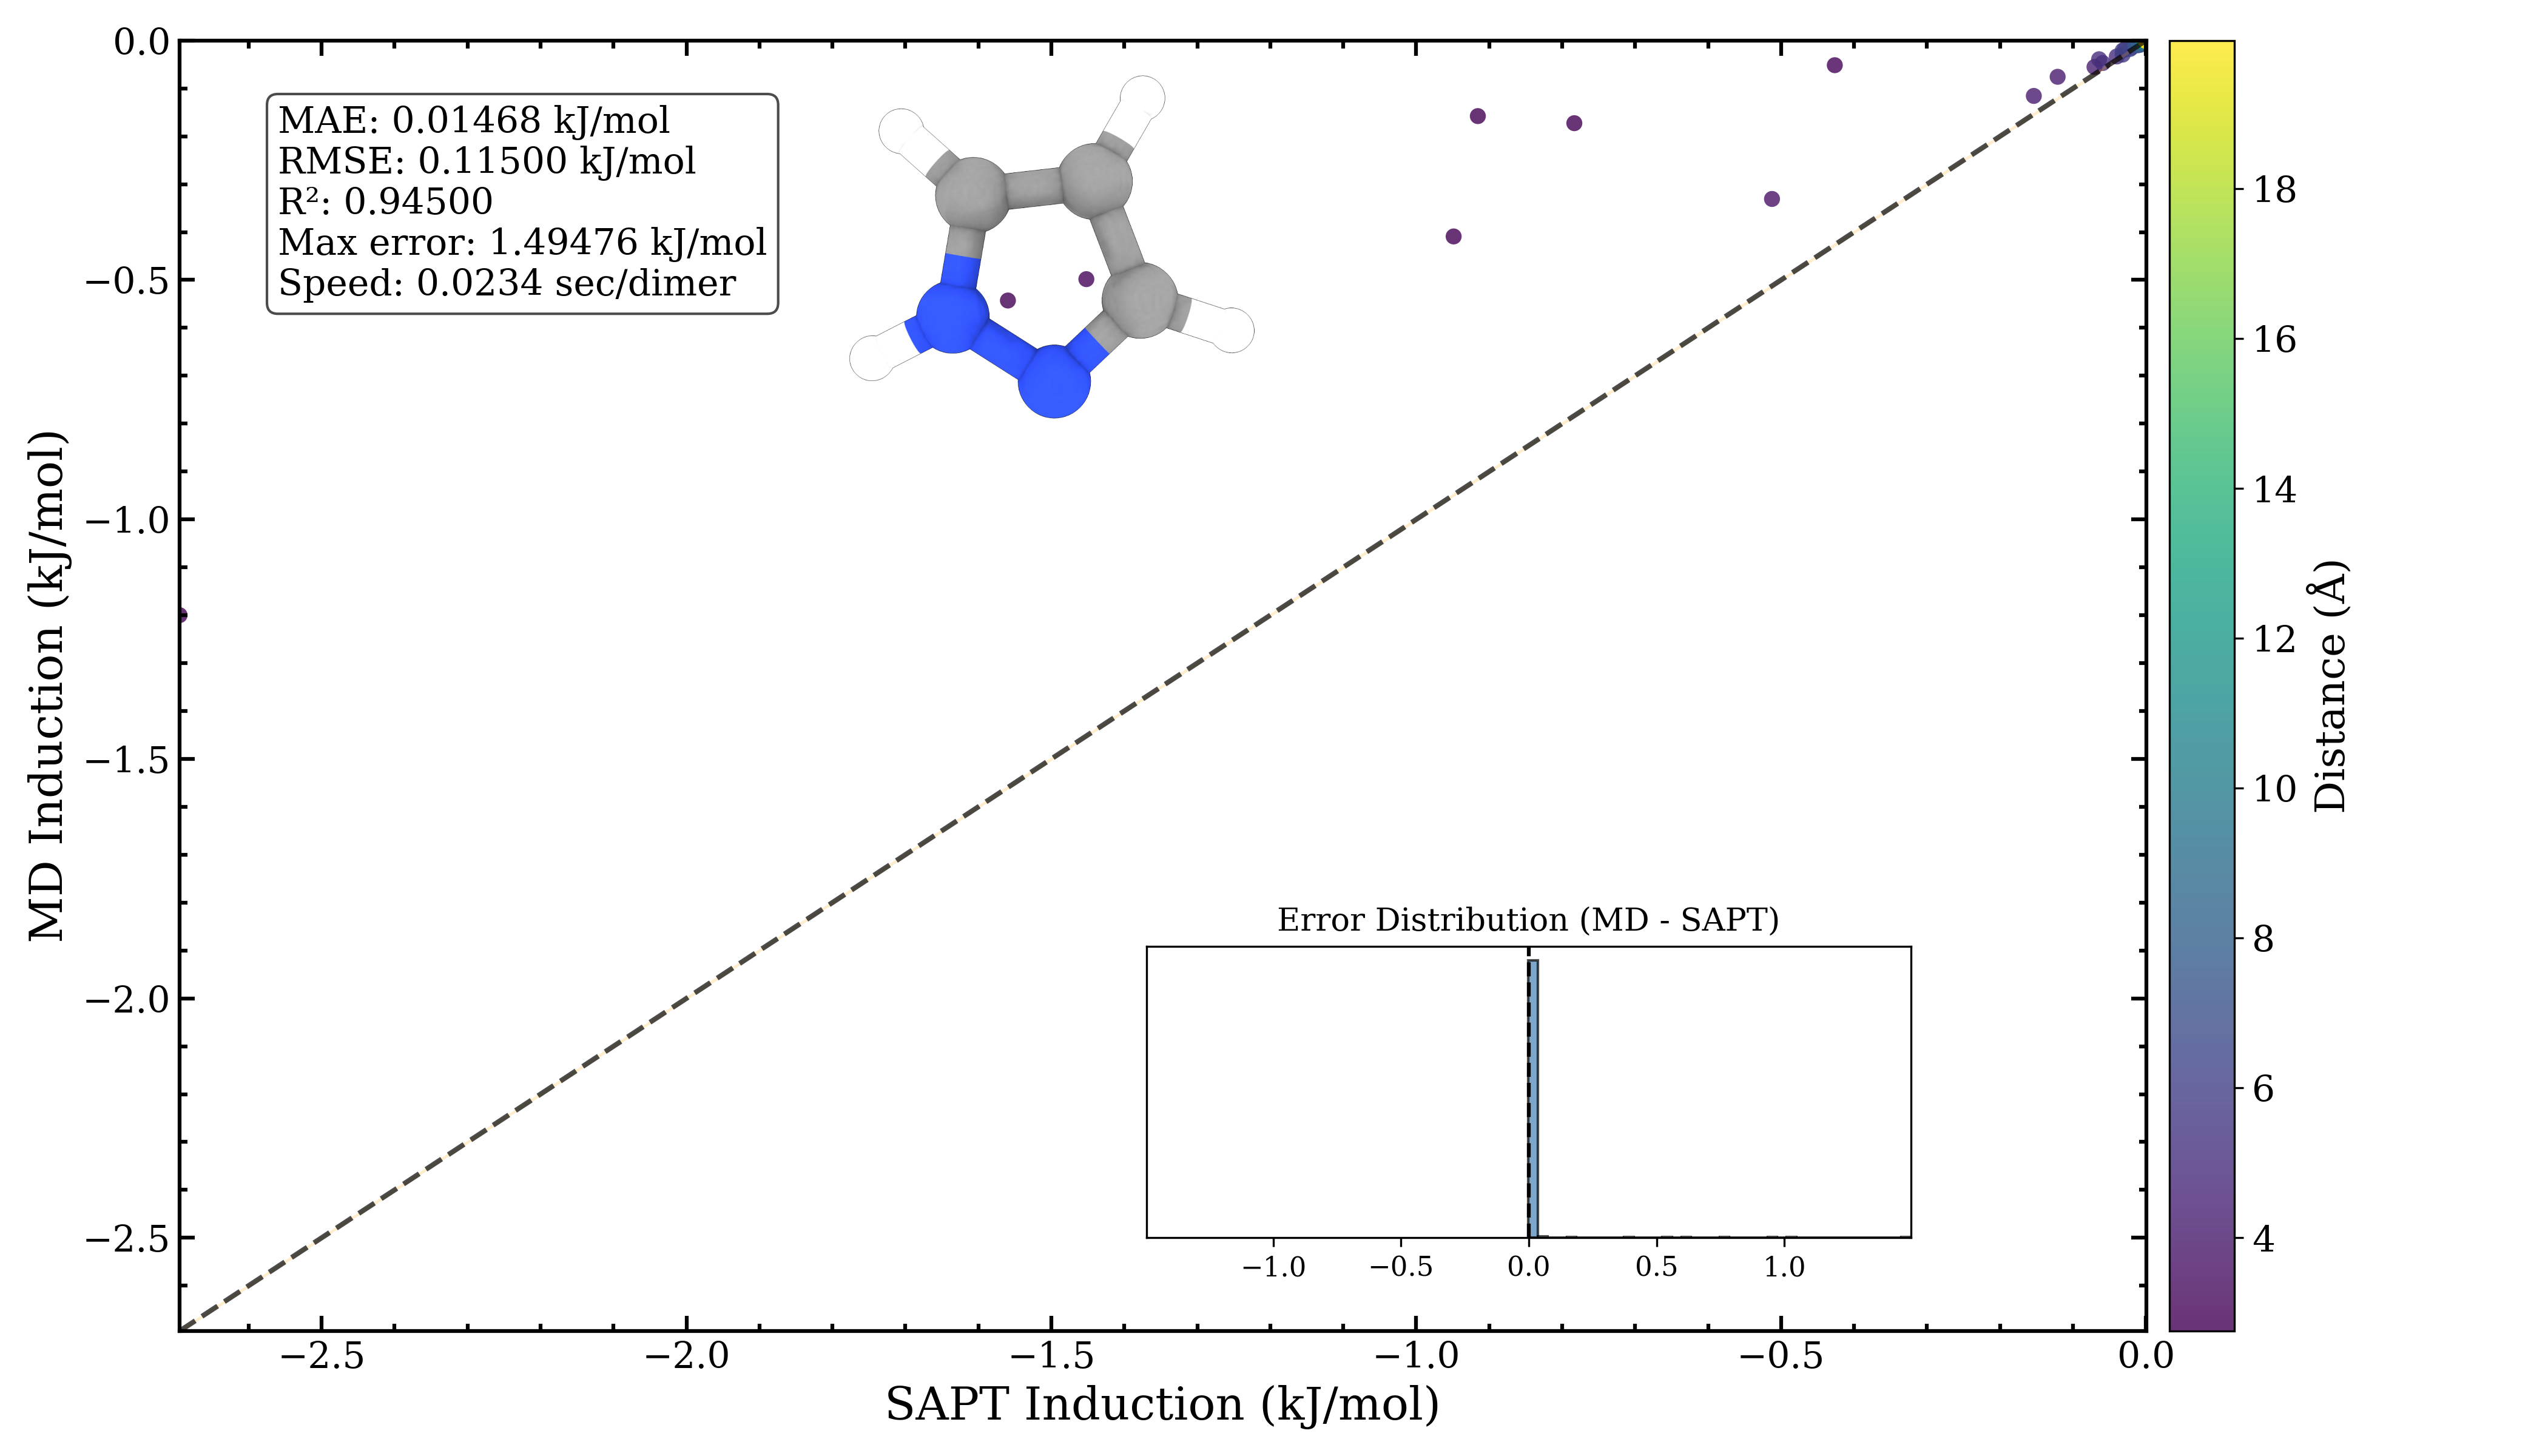 MAE: 0.01468 kJ/mol
RMSE: 0.11500 kJ/mol
R²: 0.94500
Max error: 1.49476 kJ/mol
Speed: 0.0234 sec/dimer
MD Induction (kJ/mol)
0.0
−0.5
−1.0
−1.5
−2.0
−2.5
Error Distribution (MD - SAPT)
−1.0 −0.5 0.0 0.5 1.0
−2.5 −2.0 −1.5 −1.0 −0.5 0.0
SAPT Induction (kJ/mol)
18
16
14
12
10
8
6
4
Distance (Å)